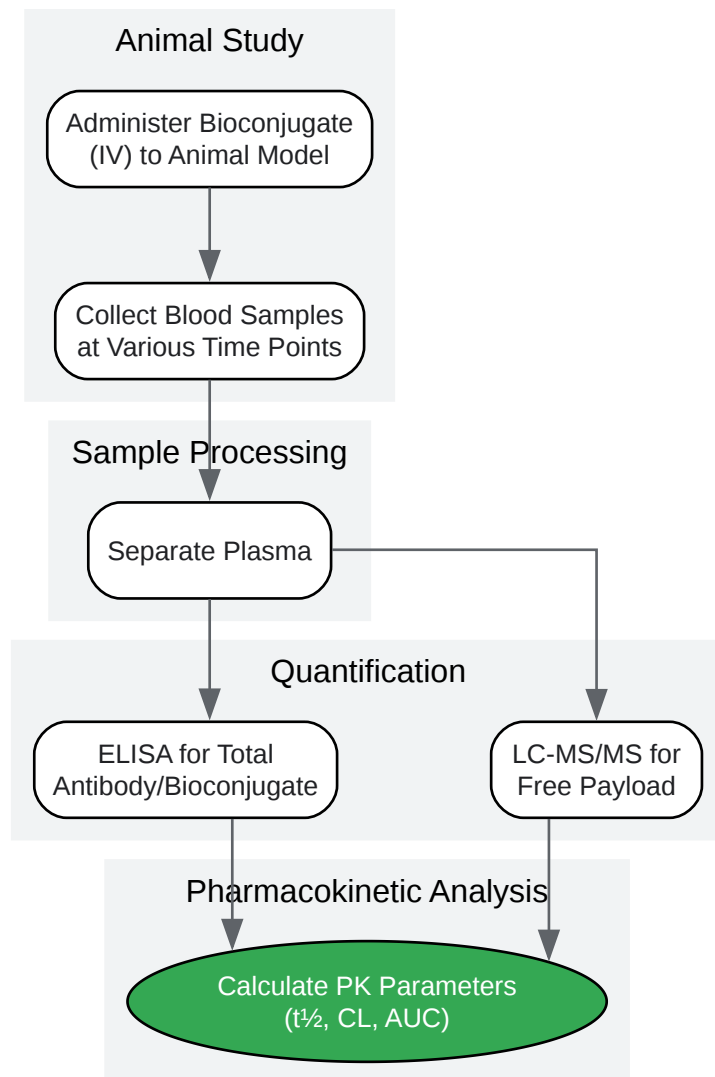 Animal Study
Administer Bioconjugate
(IV) to Animal Model
Collect Blood Samples
at Various Time Points
Sample Processing
Separate Plasma
Quantification
ELISA for Total
Antibody/Bioconjugate
LC-MS/MS for
Free Payload
Pharmacokinetic Analysis
Calculate PK Parameters
(t½, CL, AUC)